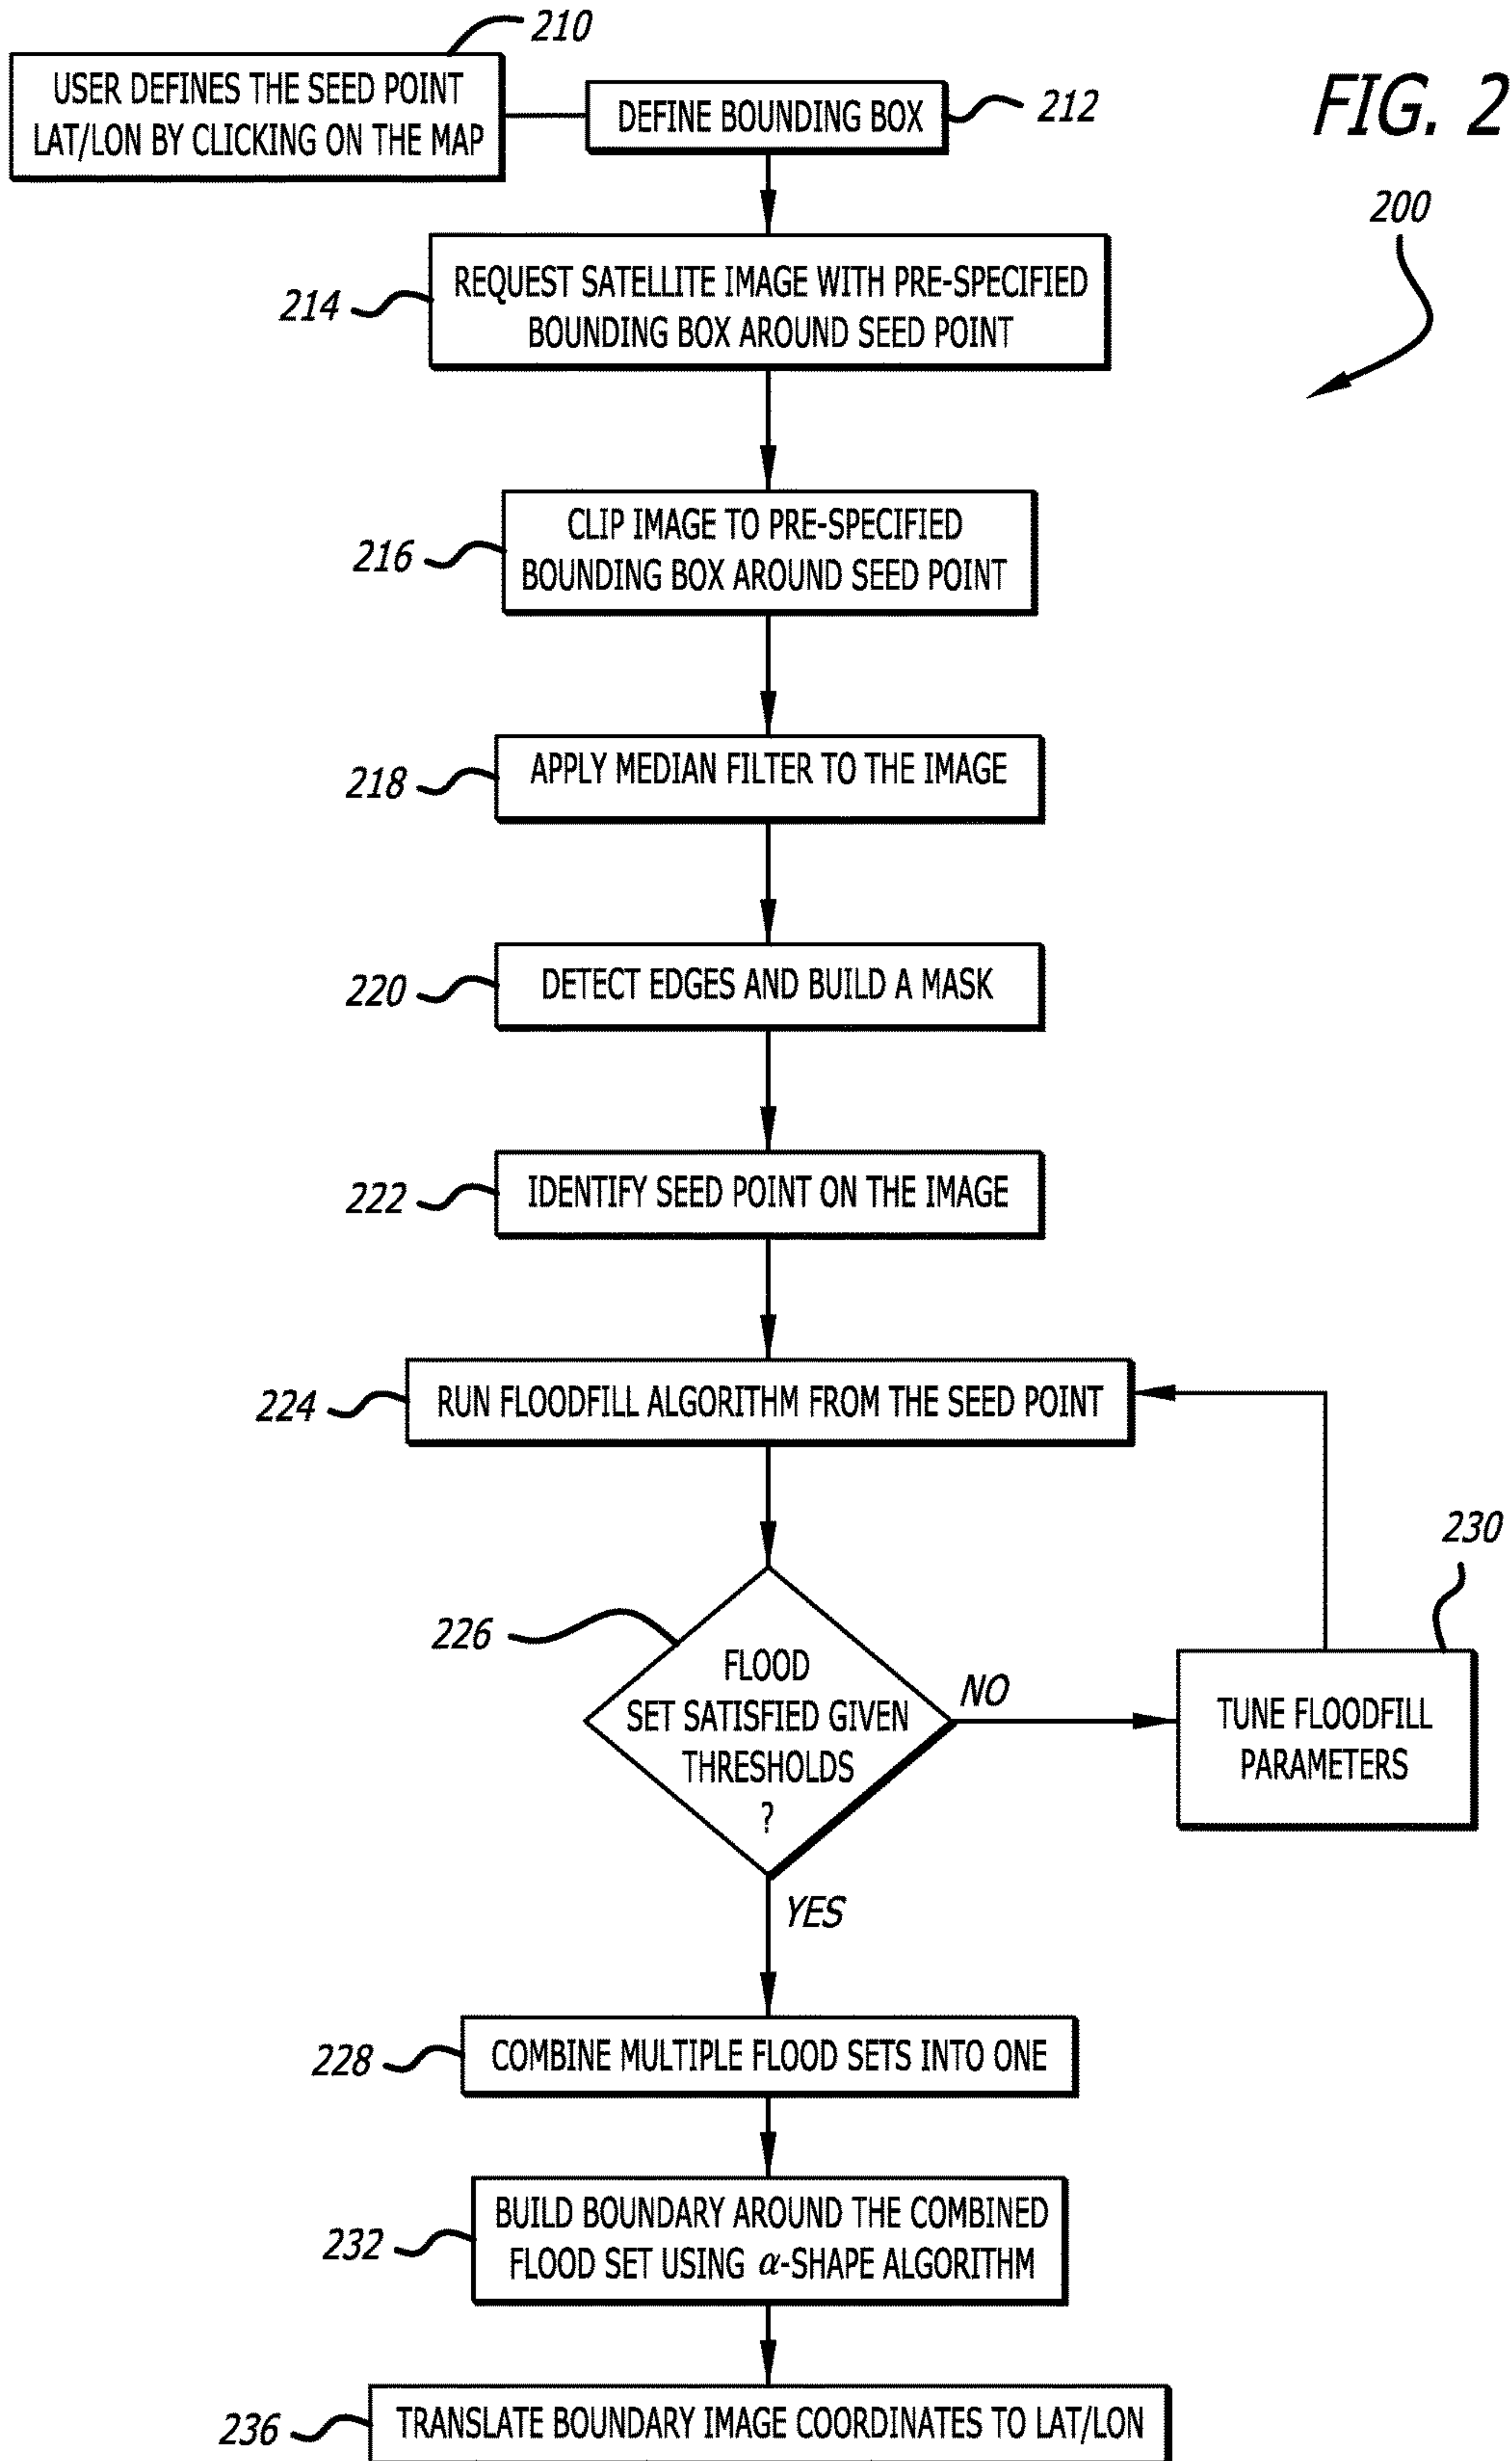 210
USER DEFINES THE SEED POINT
LAT/LON BY CLICKING ON THE MAP
DEFINE BOUNDING BOX
212
FIG. 2
200
214
REQUEST SATELLITE IMAGE WITH PRE-SPECIFIED
BOUNDING BOX AROUND SEED POINT
216
CLIP IMAGE TO PRE-SPECIFIED
BOUNDING BOX AROUND SEED POINT
218
APPLY MEDIAN FILTER TO THE IMAGE
220
DETECT EDGES AND BUILD A MASK
222
IDENTIFY SEED POINT ON THE IMAGE
224
RUN FLOODFILL ALGORITHM FROM THE SEED POINT
226
FLOOD
SET SATISFIED GIVEN
THRESHOLDS
?
NO
230
TUNE FLOODFILL
PARAMETERS
YES
228
COMBINE MULTIPLE FLOOD SETS INTO ONE
232
BUILD BOUNDARY AROUND THE COMBINED
FLOOD SET USING α-SHAPE ALGORITHM
236
TRANSLATE BOUNDARY IMAGE COORDINATES TO LAT/LON